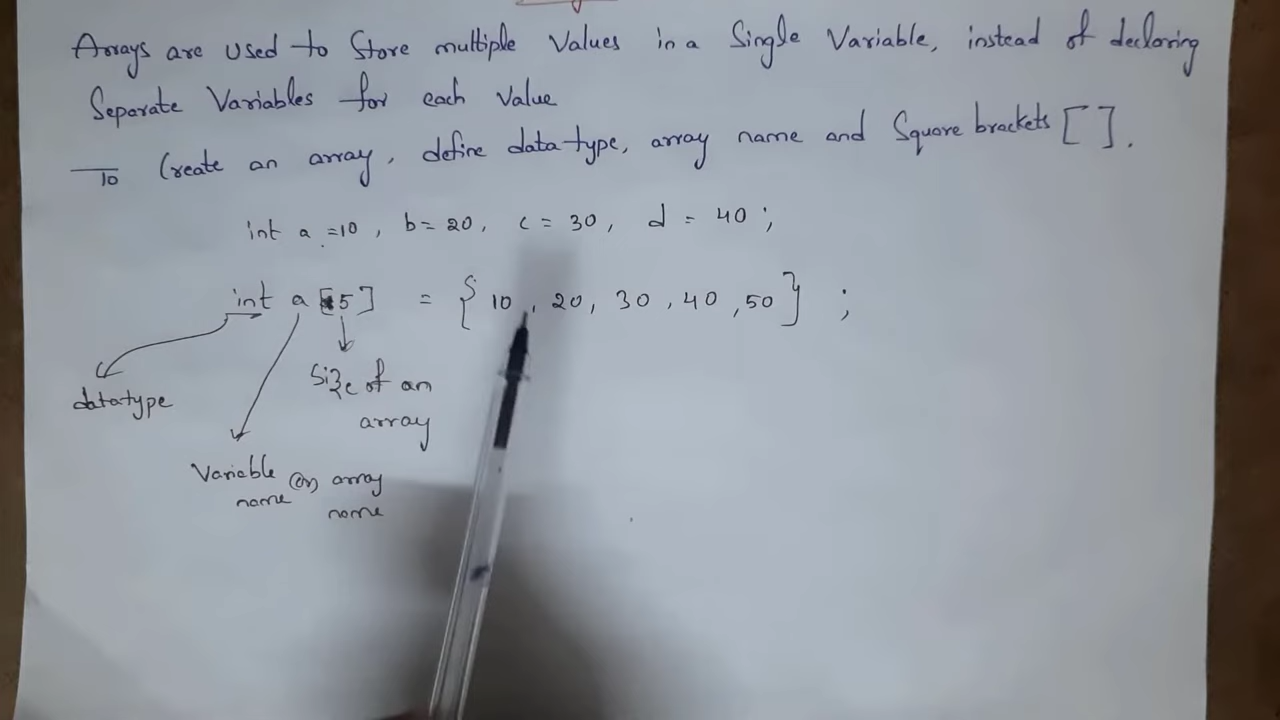 Arrays are used to Store multiple Values in a Single Variable, instead of declaring
Separate Variables for each Value
To Create an array, define data type, array name and Square brackets [ ].
int a =10, b= 20, c= 30, d = 40 ;
int a [5] = { 10, 20, 30, 40, 50} ;
datatype
Size of an
array
Variable (or) array
name name